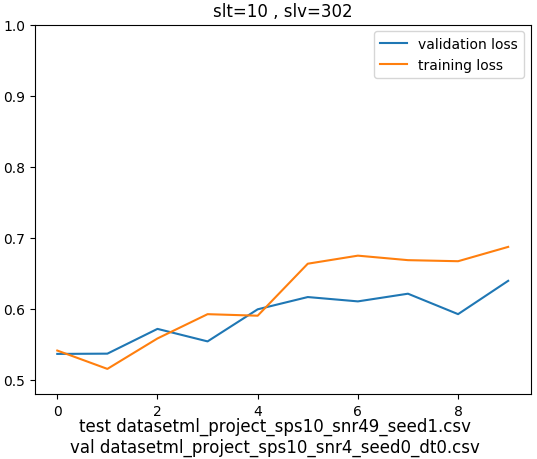 slt=10 , slv=302
1.0
0.9
0.8
0.7
0.6
0.5
validation loss
training loss
0 2 4 6 8
test datasetml_project_sps10_snr49_seed1.csv
val datasetml_project_sps10_snr4_seed0_dt0.csv